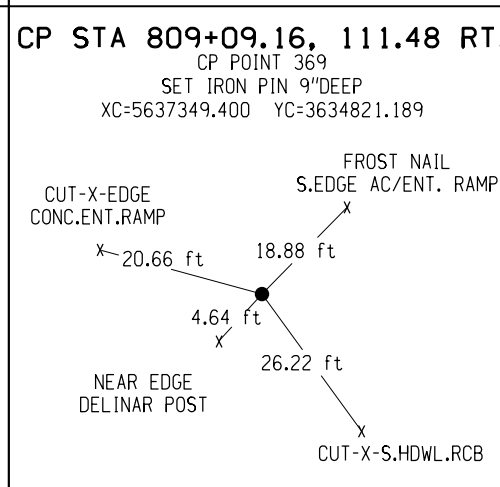 CP STA 809+09.16, 111.48 RT.
CP POINT 369
SET IRON PIN 9"DEEP
XC=5637349.400 YC=3634821.189
FROST NAIL
S.EDGE AC/ENT. RAMP
CUT-X-EDGE
CONC.ENT.RAMP
X
X
20.66 ft
18.88 ft
4.64 ft
X
26.22 ft
NEAR EDGE
DELINAR POST
X
CUT-X-S.HDWL.RCB